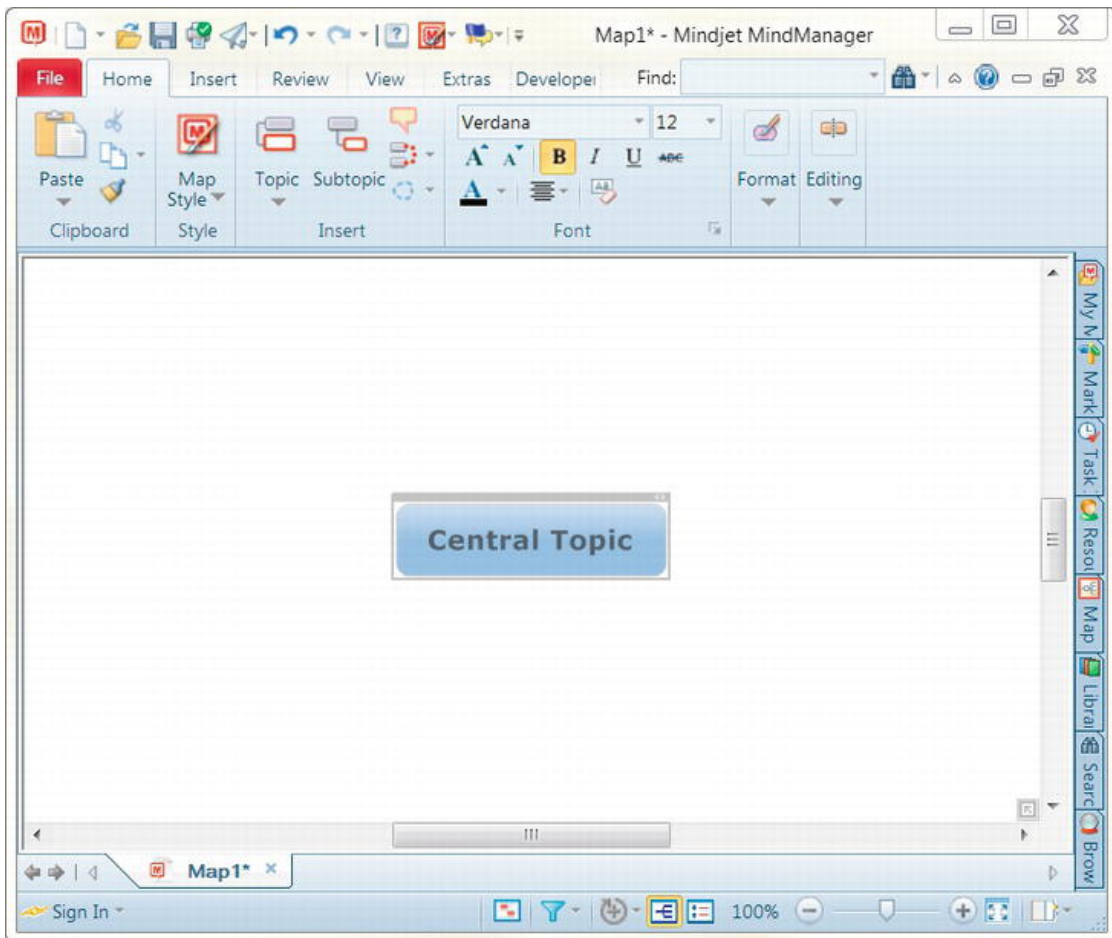 Map1* - Mindjet MindManager
File Home Insert Review View Extras Developer Find:
Verdana 12
A A B I U ABC
Paste Map Style Topic Subtopic A Format Editing
Clipboard Style Insert Font
My M
Mark
Task
Resou
Map
Librar
Searc
Brow
Central Topic
Map1*
Sign In 100%